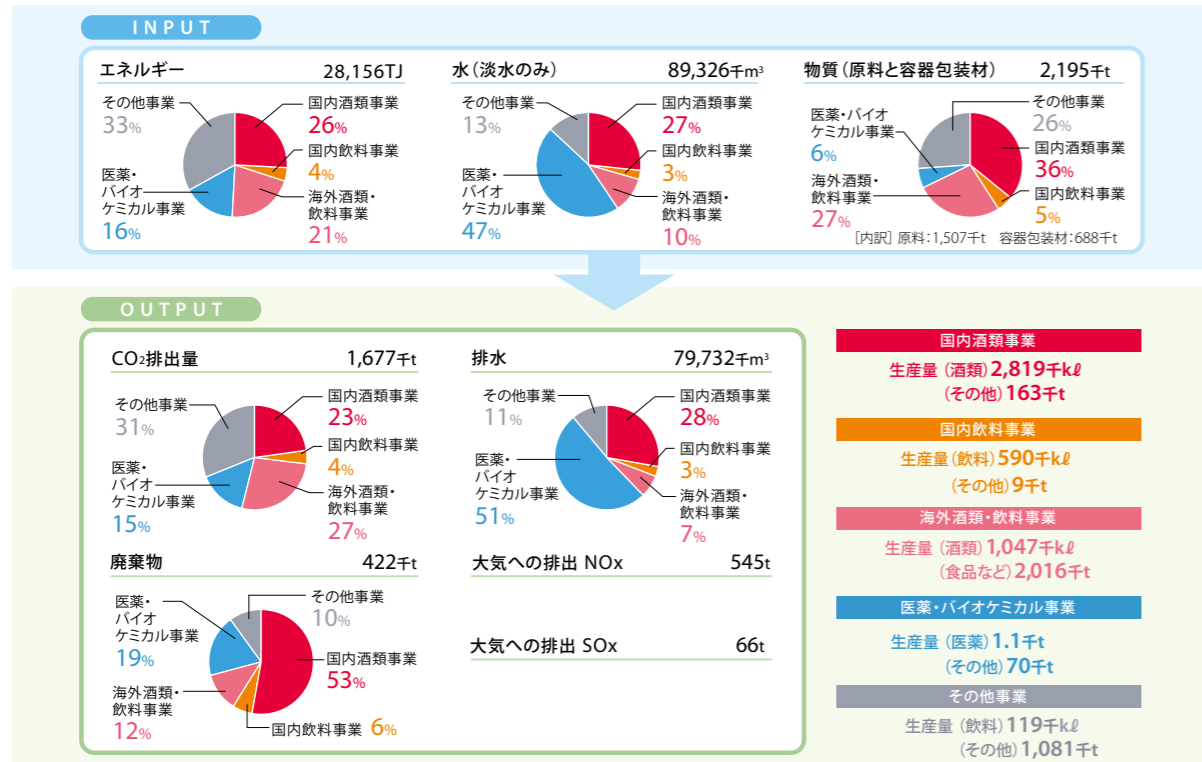 INPUT
エネルギー 28,156TJ
その他事業
33%
国内酒類事業
26%
国内飲料事業
4%
医薬・
バイオ
ケミカル事業
16%
海外酒類・
飲料事業
21%
水（淡水のみ） 89,326千m³
その他事業
13%
国内酒類事業
27%
国内飲料事業
3%
医薬・
バイオ
ケミカル事業
47%
海外酒類・
飲料事業
10%
物質（原料と容器包装材） 2,195千t
その他事業
26%
医薬・バイオ
ケミカル事業
6%
国内酒類事業
36%
海外酒類・
飲料事業
27%
国内飲料事業
5%
［内訳］原料：1,507千t 容器包装材：688千t
OUTPUT
CO₂排出量 1,677千t
その他事業
31%
国内酒類事業
23%
国内飲料事業
4%
医薬・
バイオ
ケミカル事業
15%
海外酒類・
飲料事業
27%
排水 79,732千m³
その他事業
11%
国内酒類事業
28%
国内飲料事業
3%
医薬・
バイオ
ケミカル事業
51%
海外酒類・
飲料事業
7%
廃棄物 422千t
医薬・
バイオ
ケミカル事業
19%
その他事業
10%
国内酒類事業
53%
海外酒類・
飲料事業
12%
国内飲料事業 6%
大気への排出 NOx 545t
大気への排出 SOx 66t
国内酒類事業
生産量（酒類）2,819千kℓ
（その他）163千t
国内飲料事業
生産量（飲料）590千kℓ
（その他）9千t
海外酒類・飲料事業
生産量（酒類）1,047千kℓ
（食品など）2,016千t
医薬・バイオケミカル事業
生産量（医薬）1.1千t
（その他）70千t
その他事業
生産量（飲料）119千kℓ
（その他）1,081千t